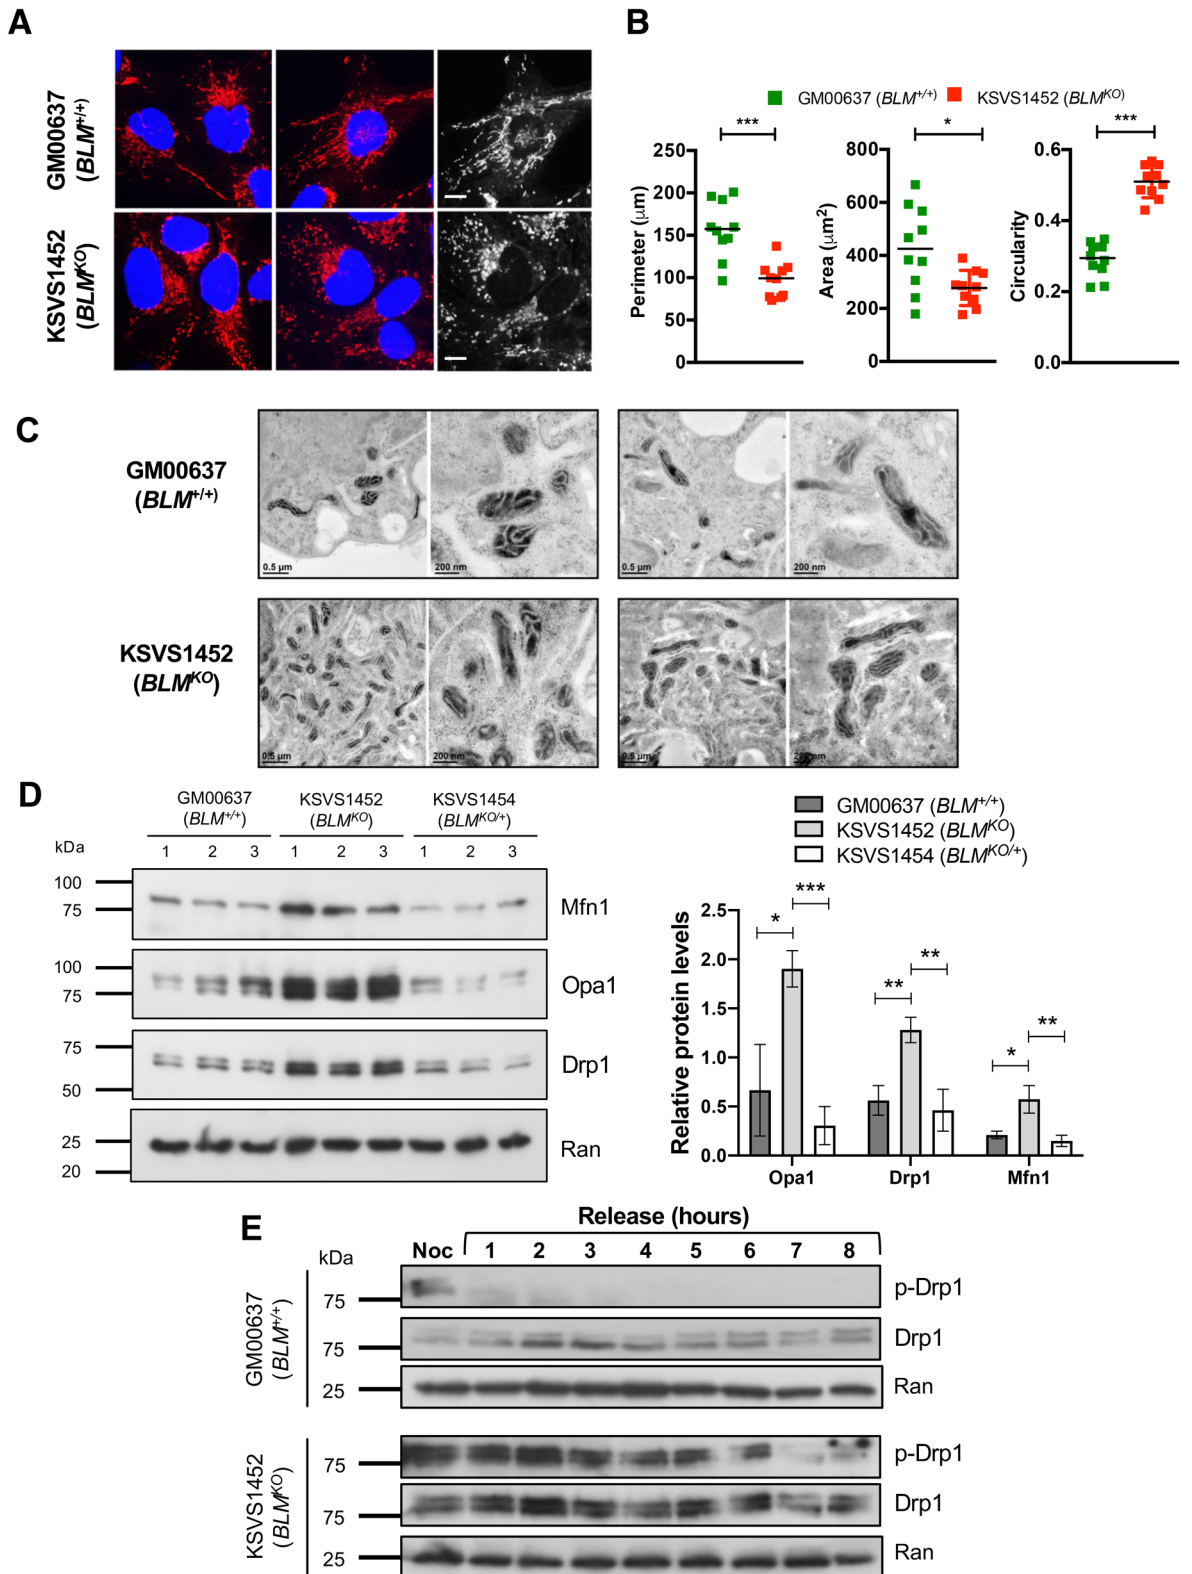 A
GM00637
(BLM+/+)
KSVS1452
(BLMKO)
B
GM00637 (BLM+/+) KSVS1452 (BLMKO)
*** * ***
250
200
150
100
50
0
Perimeter (μm)
800
600
400
200
0
Area (μm²)
0.6
0.4
0.2
0.0
Circularity
C
GM00637
(BLM+/+)
0.5 μm 200 nm 0.5 μm 200 nm
KSVS1452
(BLMKO)
0.5 μm 200 nm 0.5 μm 200 nm
D
GM00637 KSVS1452 KSVS1454
(BLM+/+) (BLMKO) (BLMKO/+)
kDa
1 2 3 1 2 3 1 2 3
100
75
Mfn1
100
75
Opa1
75
50
Drp1
25
20
Ran
GM00637 (BLM+/+)
KSVS1452 (BLMKO)
KSVS1454 (BLMKO/+)
Relative protein levels
2.5
2.0
1.5
1.0
0.5
0.0
* *** ** ** * **
Opa1 Drp1 Mfn1
E
Release (hours)
kDa Noc 1 2 3 4 5 6 7 8
GM00637
(BLM+/+)
75 p-Drp1
75 Drp1
25 Ran
KSVS1452
(BLMKO)
75 p-Drp1
75 Drp1
25 Ran